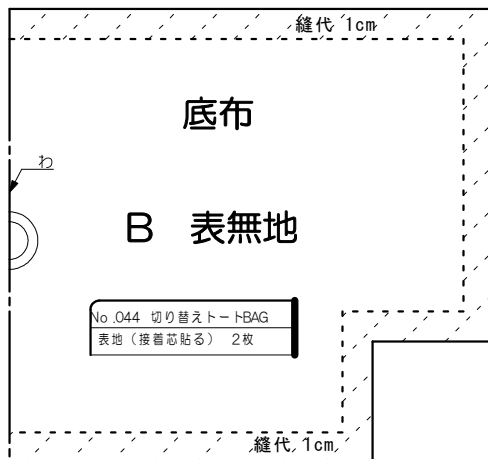 縫代 1cm
底布
わ
B 表無地
No.044 切り替えトートBAG
表地（接着芯貼る） 2枚
縫代 1cm